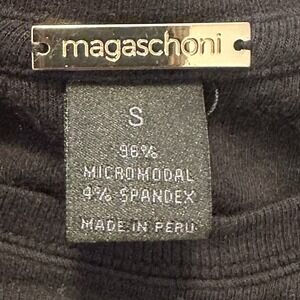 magaschoni
S
96%
MICROMODAL
4% SPANDEX
MADE IN PERU